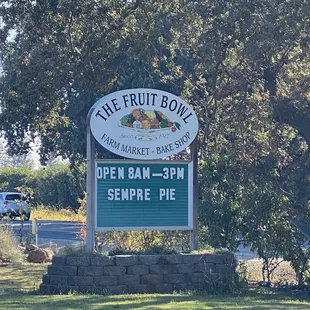 THE FRUIT BOWL
FARM MARKET - BAKE SHOP
OPEN 8AM—3PM
SEMPRE PIE